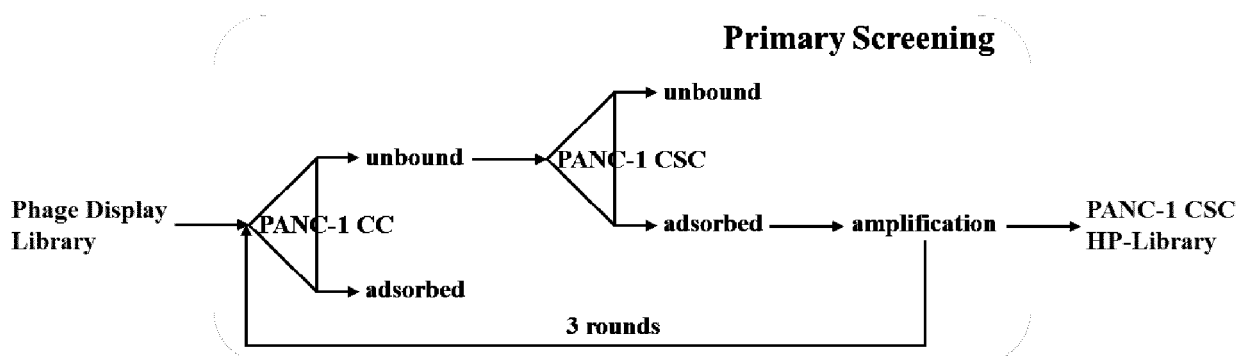 Primary Screening
unbound
unbound
PANC-1 CSC
Phage Display
Library
PANC-1 CC
adsorbed
amplification
PANC-1 CSC
HP-Library
adsorbed
3 rounds